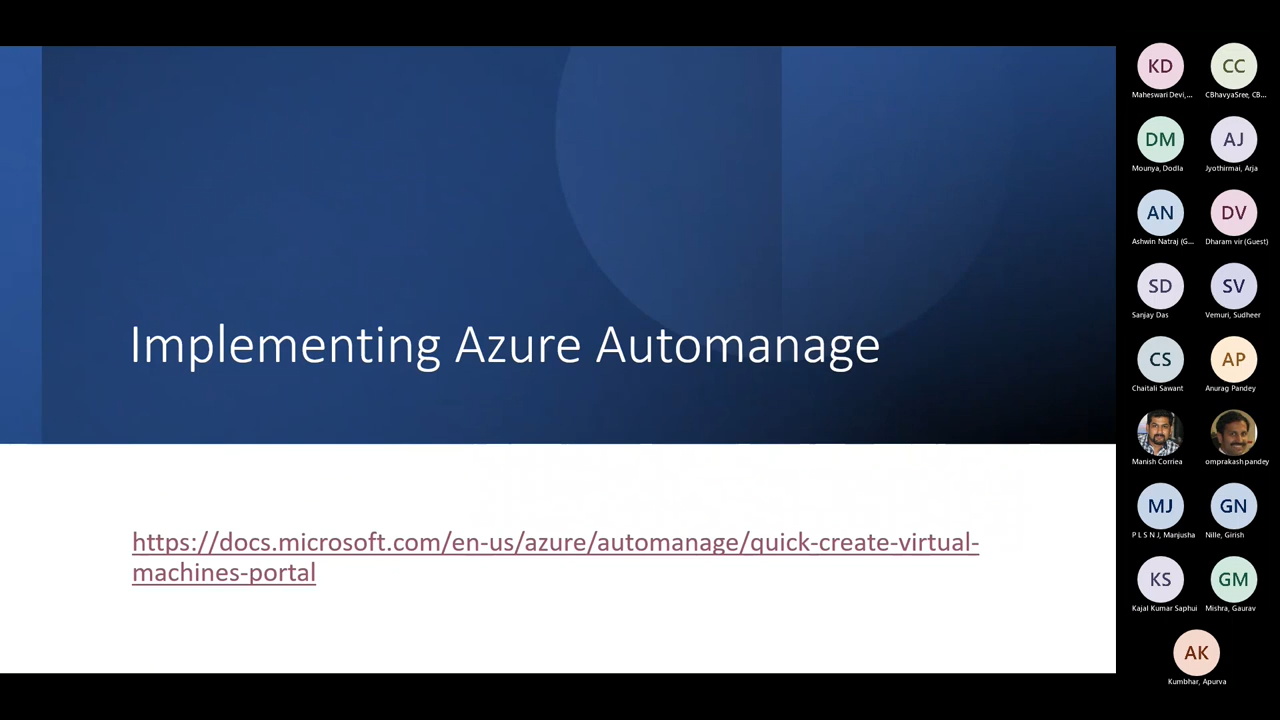 Implementing Azure Automanage
https://docs.microsoft.com/en-us/azure/automanage/quick-create-virtual-
machines-portal
KD
Maheswari Devi,...
CC
CBhavyaSree, CB...
DM
Mounya, Dodla
AJ
Jyothirmai, Arja
AN
Ashwin Natraj (G...
DV
Dharam vir (Guest)
SD
Sanjay Das
SV
Vemuri, Sudheer
CS
Chaitali Sawant
AP
Anurag Pandey
Manish Corriea
omprakash pandey
MJ
P L S N J, Manjusha
GN
Nille, Girish
KS
Kajal Kumar Saphui
GM
Mishra, Gaurav
AK
Kumbhar, Apurva